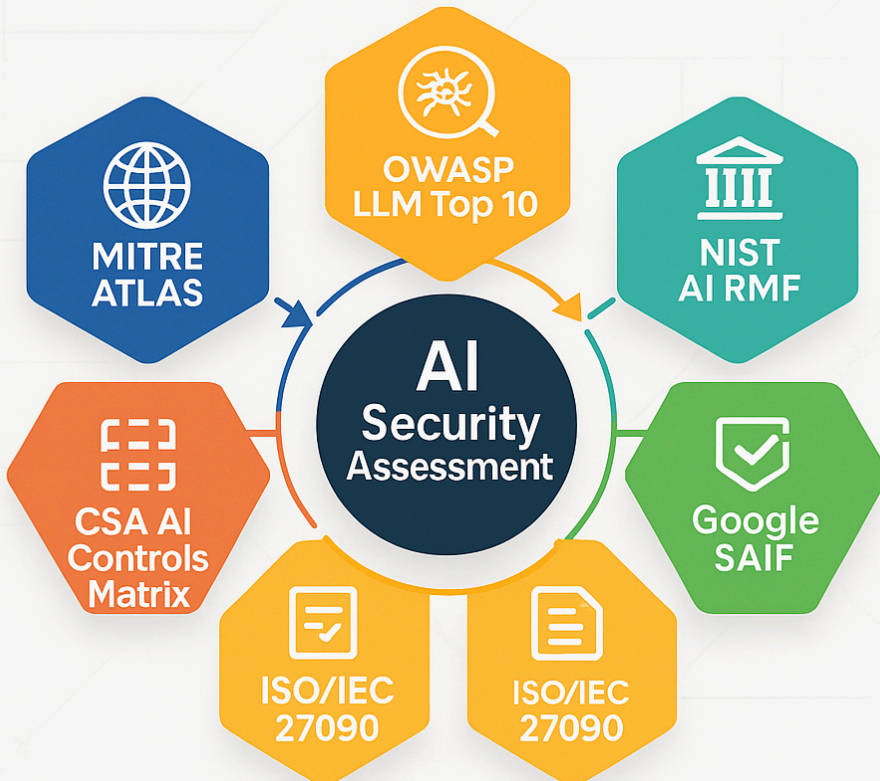 OWASP
LLM Top 10
MITRE
ATLAS
NIST
AI RMF
AI
Security
Assessment
CSA AI
Controls
Matrix
Google
SAIF
ISO/IEC
27090
ISO/IEC
27090